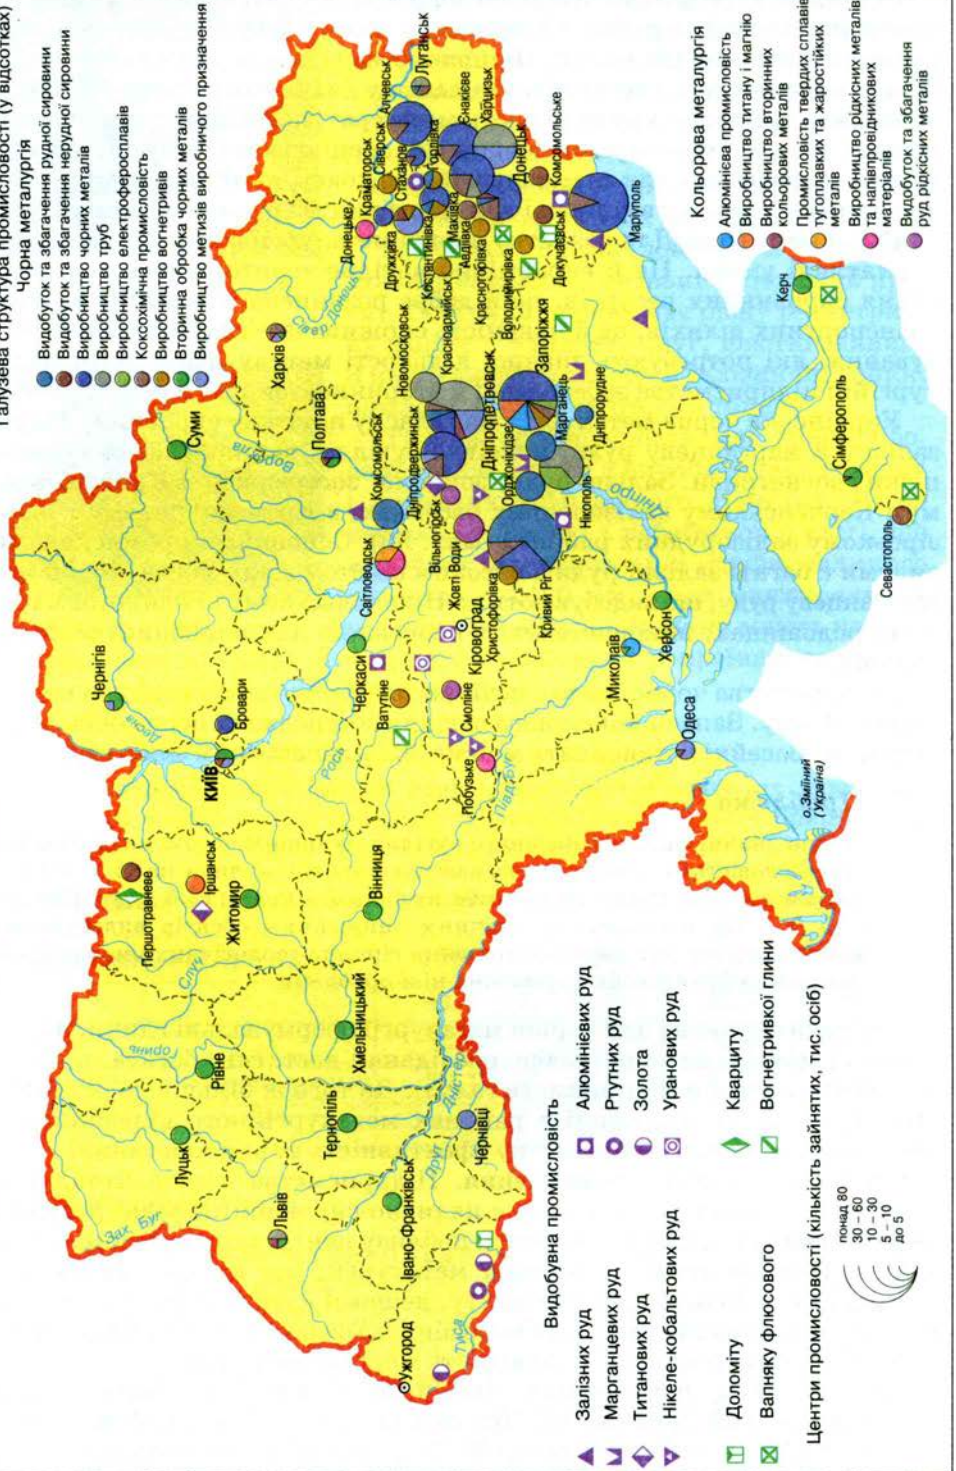 Галузева структура промисловості (у відсотках)
Чорна металургія
Видобуток та збагачення рудної сировини
Видобуток та збагачення нерудної сировини
Виробництво чорних металів
Виробництво труб
Виробництво електроферосплавів
Коксохімічна промисловість
Виробництво вогнетривів
Вторинна обробка чорних металів
Виробництво метизів виробничого призначення
Кольорова металургія
Алюмінієва промисловість
Виробництво титану і магнію
Виробництво вторинних
кольорових металів
Промисловість твердих сплавів,
тугоплавких та жаростійких
металів
Виробництво рідкісних металів
та напівпровідникових
матеріалів
Видобуток та збагачення
руд рідкісних металів
Зах. Буг
Луцьк
Горинь
Рівне
Случ
Першотравневе
Іршанськ
Житомир
КИЇВ
Бровари
Десна
Чернігів
Суми
Ворскла
Полтава
Харків
Сівер. Донець
Львів
Тернопіль
Хмельницький
Вінниця
Рось
Ватутіне
Черкаси
Світловодськ
Комсомольськ
Дніпродзержинськ
Новомосковськ
Дніпропетровськ
Красноармійськ
Донецьке
Дружківка
Костянтинівка
Краматорськ
Сіверськ
Стаханов
Алчевськ
Луганськ
Горлівка
Єнакієве
Харцизьк
Макіївка
Авдіївка
Донецьк
Красногорівка
Володимирівка
Докучаєвськ
Комсомольське
Маріуполь
Ужгород
Тиса
Івано-Франківськ
Прут
Дністер
Чернівці
Побузьке
Півд. Буг
Смоліне
Кіровоград
Жовті Води
Вільногірськ
Христофорівка
Кривий Ріг
Орджонікідзе
Нікополь
Марганець
Запоріжжя
Дніпрорудне
Дніпро
Миколаїв
Херсон
Одеса
о.Зміїний
(Україна)
Сімферополь
Севастополь
Керч
Видобувна промисловість
Залізних руд
Марганцевих руд
Титанових руд
Нікеле-кобальтових руд
Алюмінієвих руд
Ртутних руд
Золота
Уранових руд
Доломіту
Вапняку флюсового
Кварциту
Вогнетривкої глини
Центри промисловості (кількість зайнятих, тис. осіб)
понад 80
30 – 60
10 – 30
5 - 10
до 5